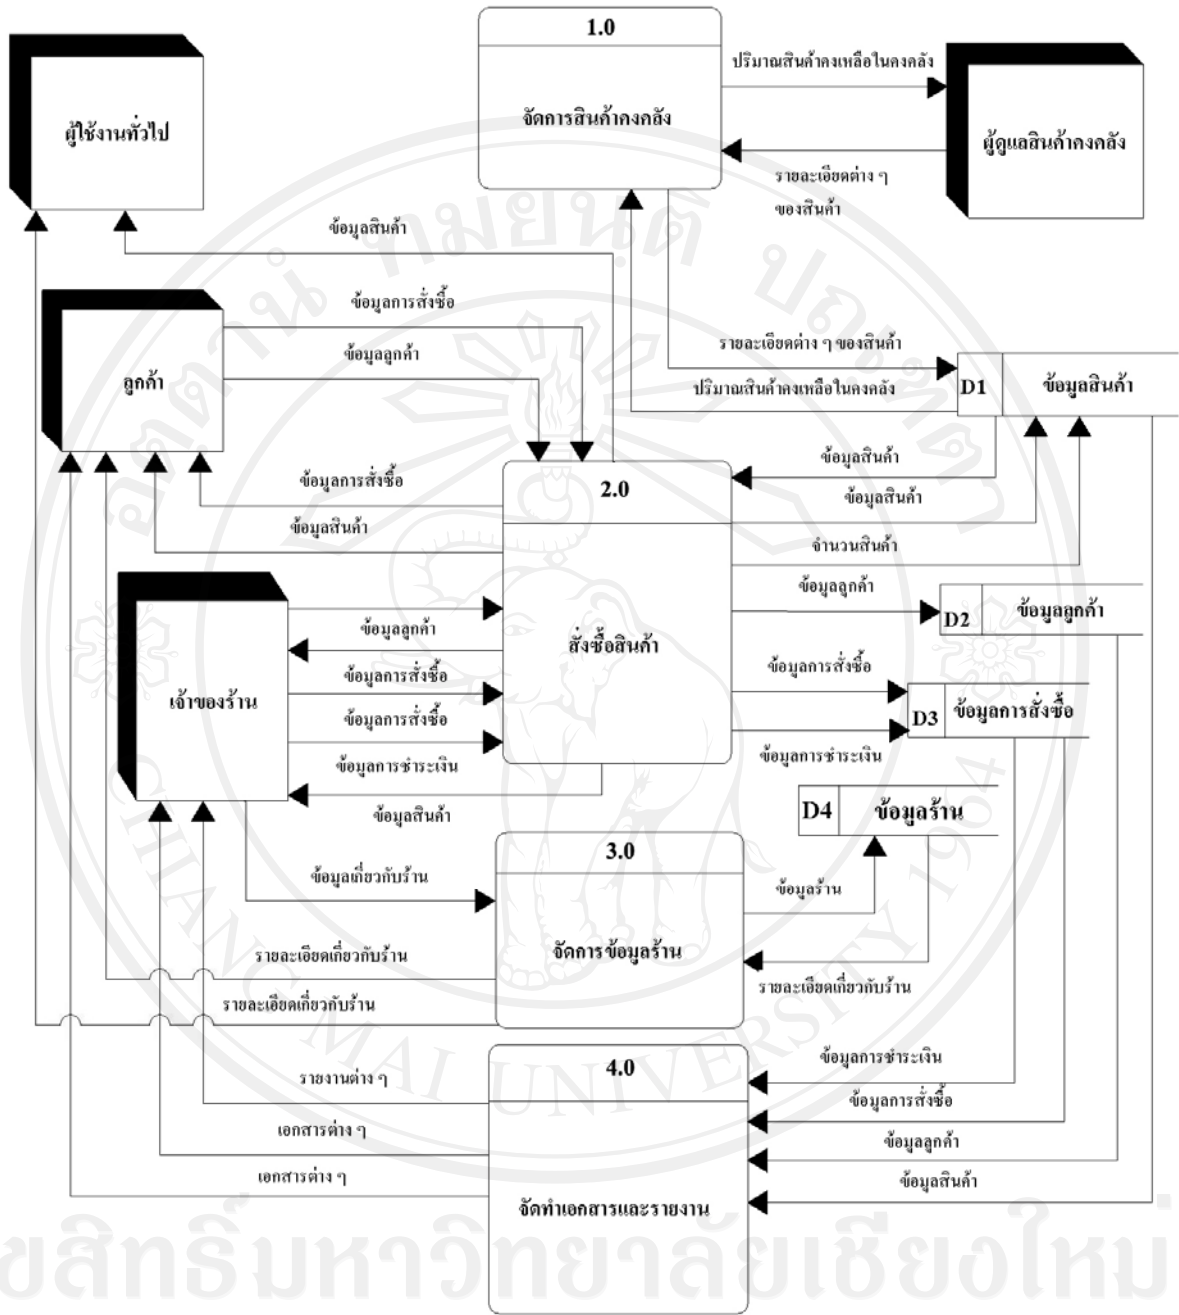 1.0
ปริมาณสินค้าคงเหลือในคงคลัง
ผู้ใช้งานทั่วไป
จัดการสินค้าคงคลัง
ผู้ดูแลสินค้าคงคลัง
รายละเอียดต่าง ๆ
ของสินค้า
ข้อมูลสินค้า
ข้อมูลการสั่งซื้อ
รายละเอียดต่าง ๆ ของสินค้า
ข้อมูลลูกค้า
ลูกค้า
ปริมาณสินค้าคงเหลือในคงคลัง
D1
ข้อมูลสินค้า
ข้อมูลสินค้า
ข้อมูลการสั่งซื้อ
2.0
ข้อมูลสินค้า
ข้อมูลสินค้า
จำนวนสินค้า
ข้อมูลลูกค้า
D2
ข้อมูลลูกค้า
ข้อมูลลูกค้า
สั่งซื้อสินค้า
ข้อมูลการสั่งซื้อ
ข้อมูลการสั่งซื้อ
เจ้าของร้าน
ข้อมูลการสั่งซื้อ
D3
ข้อมูลการสั่งซื้อ
ข้อมูลการชำระเงิน
ข้อมูลการชำระเงิน
ข้อมูลสินค้า
D4
ข้อมูลร้าน
3.0
ข้อมูลเกี่ยวกับร้าน
ข้อมูลร้าน
จัดการข้อมูลร้าน
รายละเอียดเกี่ยวกับร้าน
รายละเอียดเกี่ยวกับร้าน
รายละเอียดเกี่ยวกับร้าน
4.0
ข้อมูลการชำระเงิน
รายงานต่าง ๆ
ข้อมูลการสั่งซื้อ
เอกสารต่าง ๆ
ข้อมูลลูกค้า
เอกสารต่าง ๆ
ข้อมูลสินค้า
จัดทำเอกสารและรายงาน
อตฺตานํ ทมยนฺติ ปณฺฑิตา
CHIANG MAI UNIVERSITY 1904
ขสิทธิ์มหาวิทยาลัยเชียงใหม่